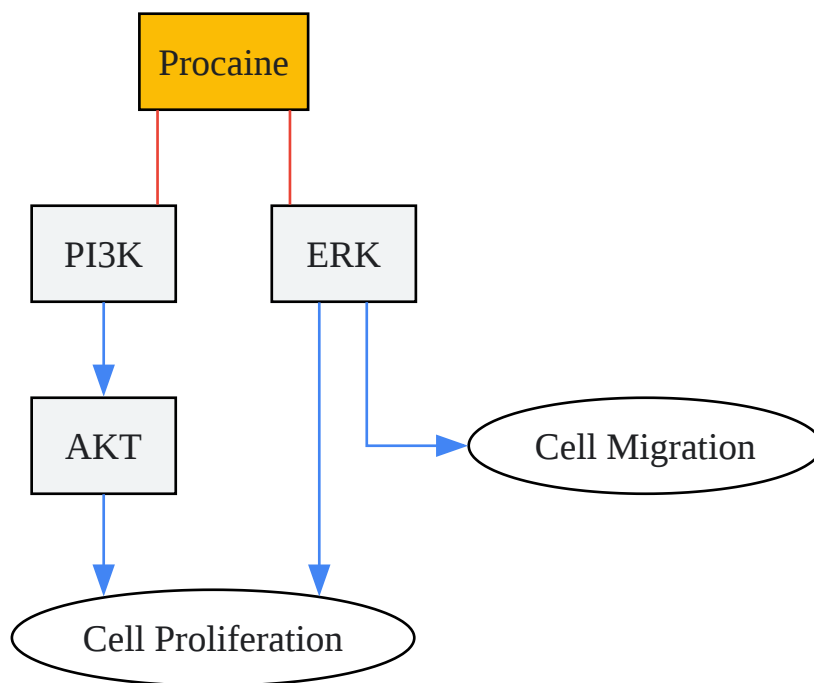 Procaine
PI3K
ERK
AKT
Cell Migration
Cell Proliferation